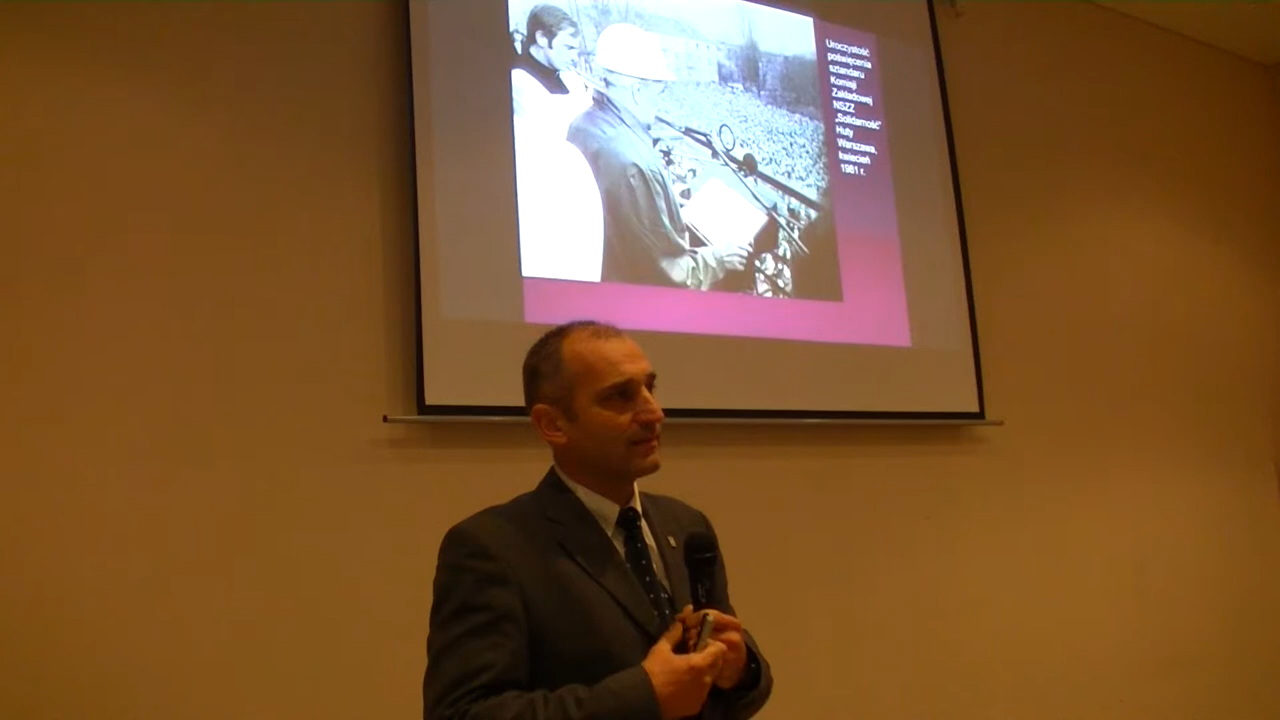 Uroczystość
poświęcenia
sztandaru
Komisji
Zakładowej
NSZZ
„Solidarność”
Huty
Warszawa,
kwiecień
1981 r.